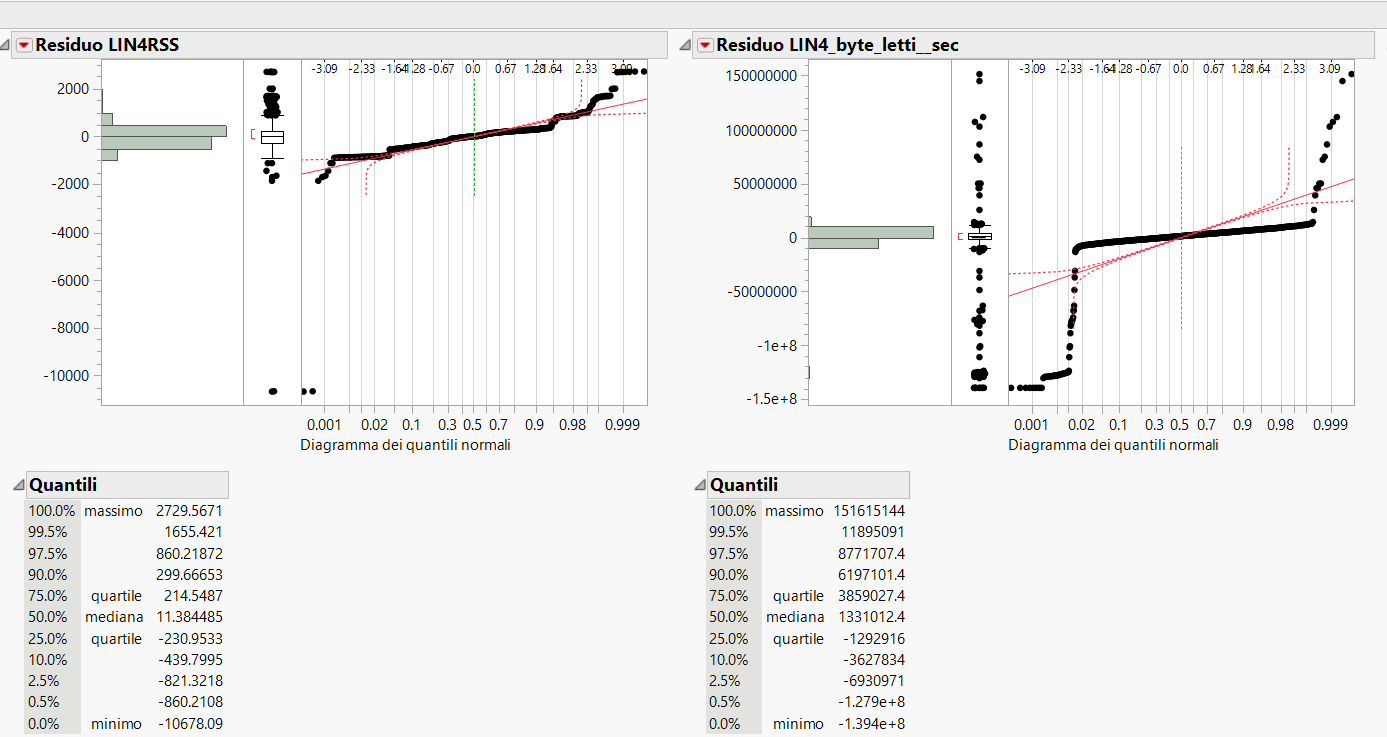 Residuo LIN4RSS
-3.09 -2.33 -1.64 -1.28 -0.67 0.0 0.67 1.28 1.64 2.33 3.09
2000
0
-2000
-4000
-6000
-8000
-10000
0.001 0.02 0.1 0.3 0.5 0.7 0.9 0.98 0.999
Diagramma dei quantili normali
Quantili
100.0% massimo 2729.5671
99.5% 1655.421
97.5% 860.21872
90.0% 299.66653
75.0% quartile 214.5487
50.0% mediana 11.384485
25.0% quartile -230.9533
10.0% -439.7995
2.5% -821.3218
0.5% -860.2108
0.0% minimo -10678.09
Residuo LIN4_byte_letti__sec
-3.09 -2.33 -1.64 -1.28 -0.67 0.0 0.67 1.28 1.64 2.33 3.09
150000000
100000000
50000000
0
-50000000
-1e+8
-1.5e+8
0.001 0.02 0.1 0.3 0.5 0.7 0.9 0.98 0.999
Diagramma dei quantili normali
Quantili
100.0% massimo 151615144
99.5% 11895091
97.5% 8771707.4
90.0% 6197101.4
75.0% quartile 3859027.4
50.0% mediana 1331012.4
25.0% quartile -1292916
10.0% -3627834
2.5% -6930971
0.5% -1.279e+8
0.0% minimo -1.394e+8